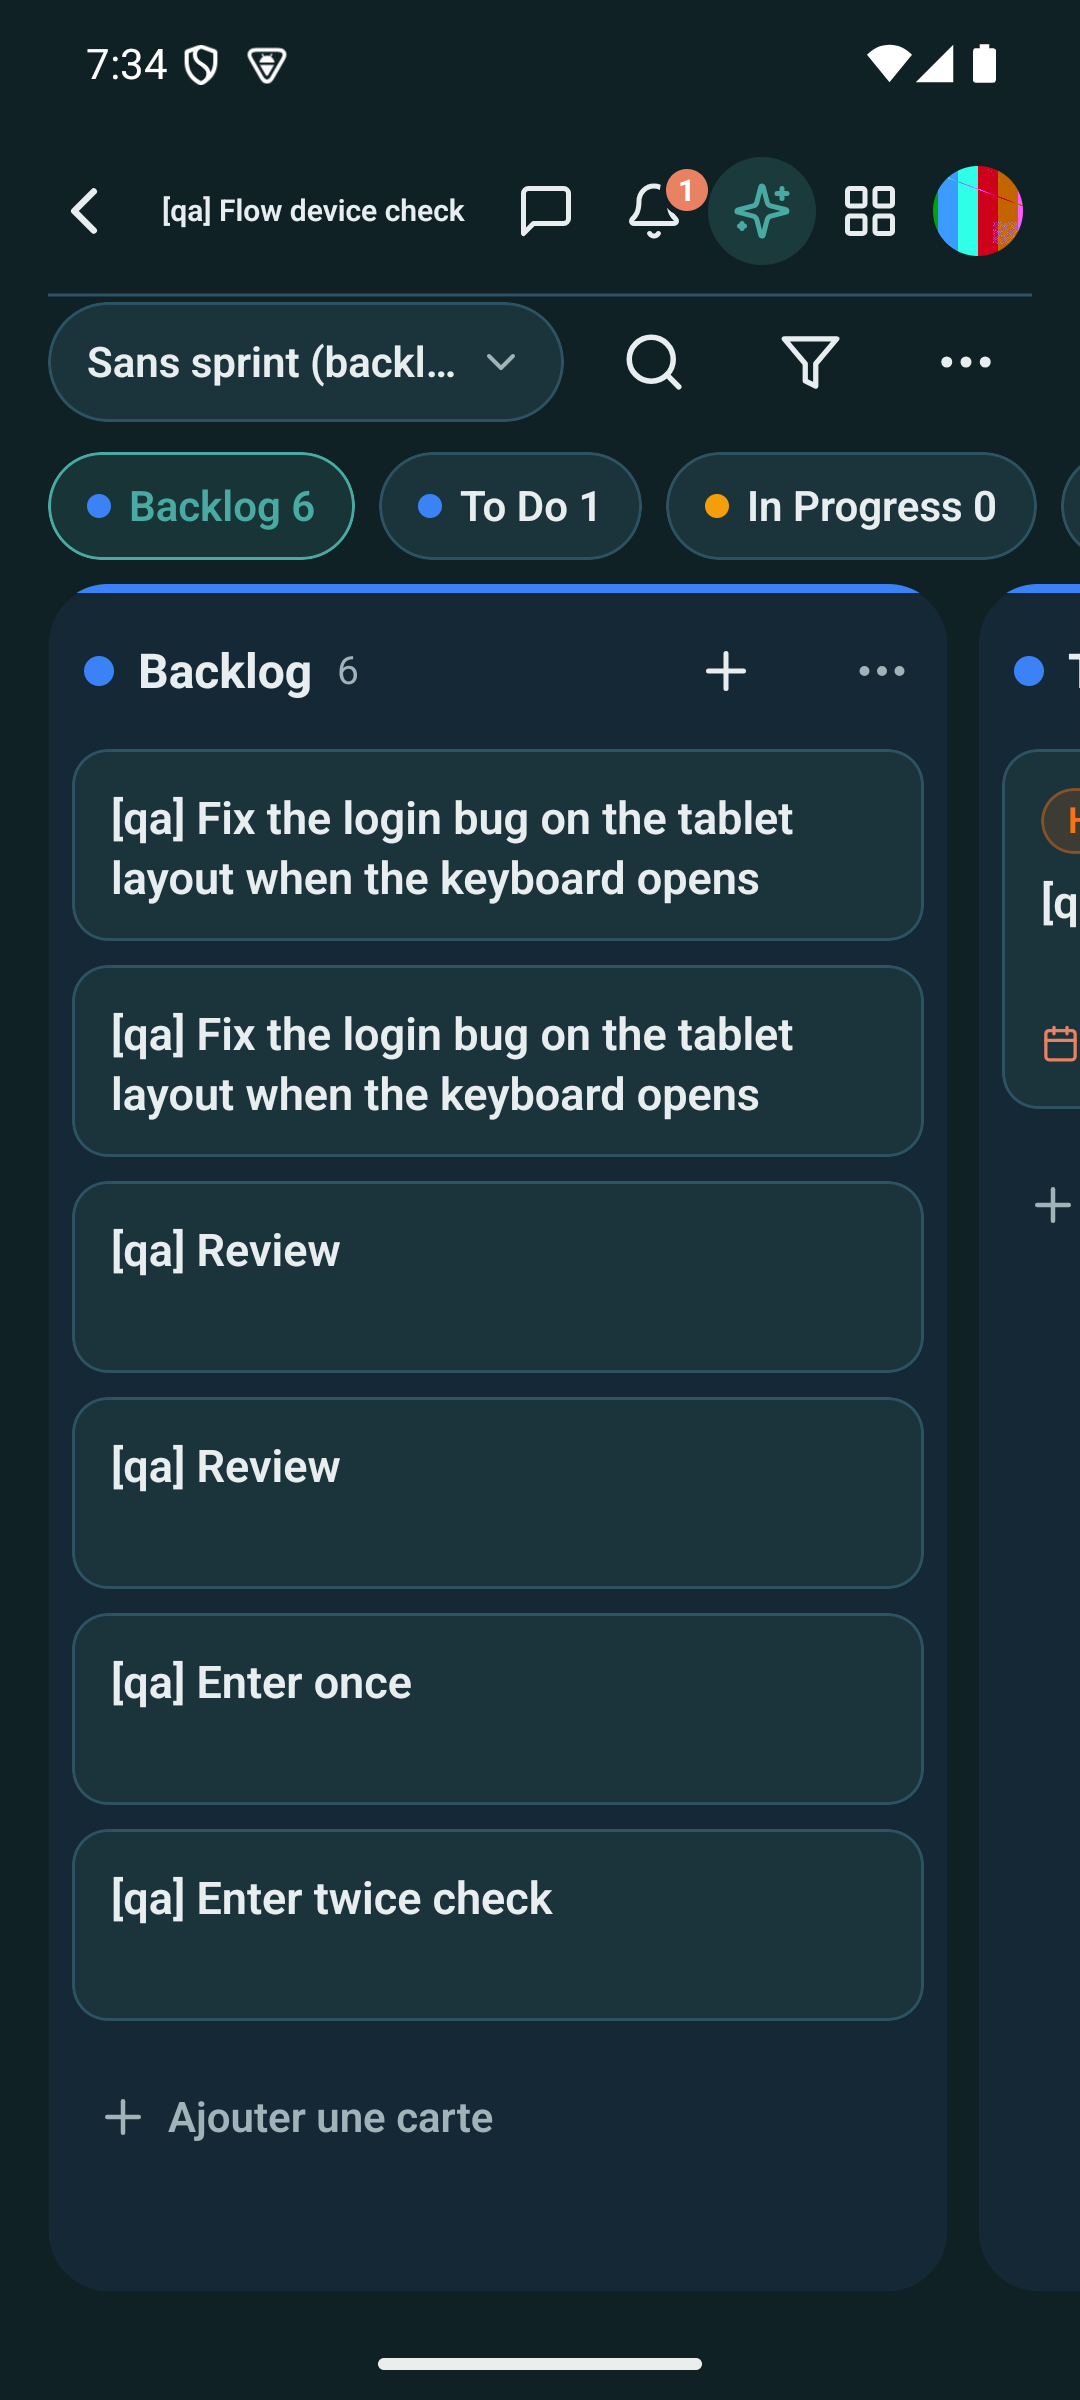 7:34
[qa] Flow device check
1
Sans sprint (backl...
Backlog 6
To Do 1
In Progress 0
Backlog 6
[qa] Fix the login bug on the tablet
layout when the keyboard opens
[qa] Fix the login bug on the tablet
layout when the keyboard opens
[qa] Review
[qa] Review
[qa] Enter once
[qa] Enter twice check
Ajouter une carte